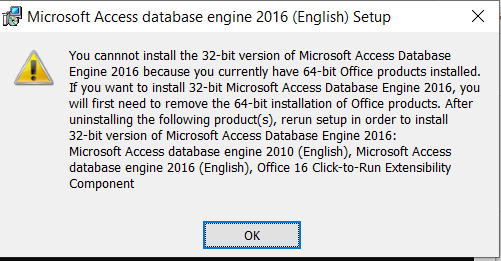 Microsoft Access database engine 2016 (English) Setup
You cannnot install the 32-bit version of Microsoft Access Database
Engine 2016 because you currently have 64-bit Office products installed.
If you want to install 32-bit Microsoft Access Database Engine 2016, you
will first need to remove the 64-bit installation of Office products. After
uninstalling the following product(s), rerun setup in order to install
32-bit version of Microsoft Access Database Engine 2016:
Microsoft Access database engine 2010 (English), Microsoft Access
database engine 2016 (English), Office 16 Click-to-Run Extensibility
Component
OK